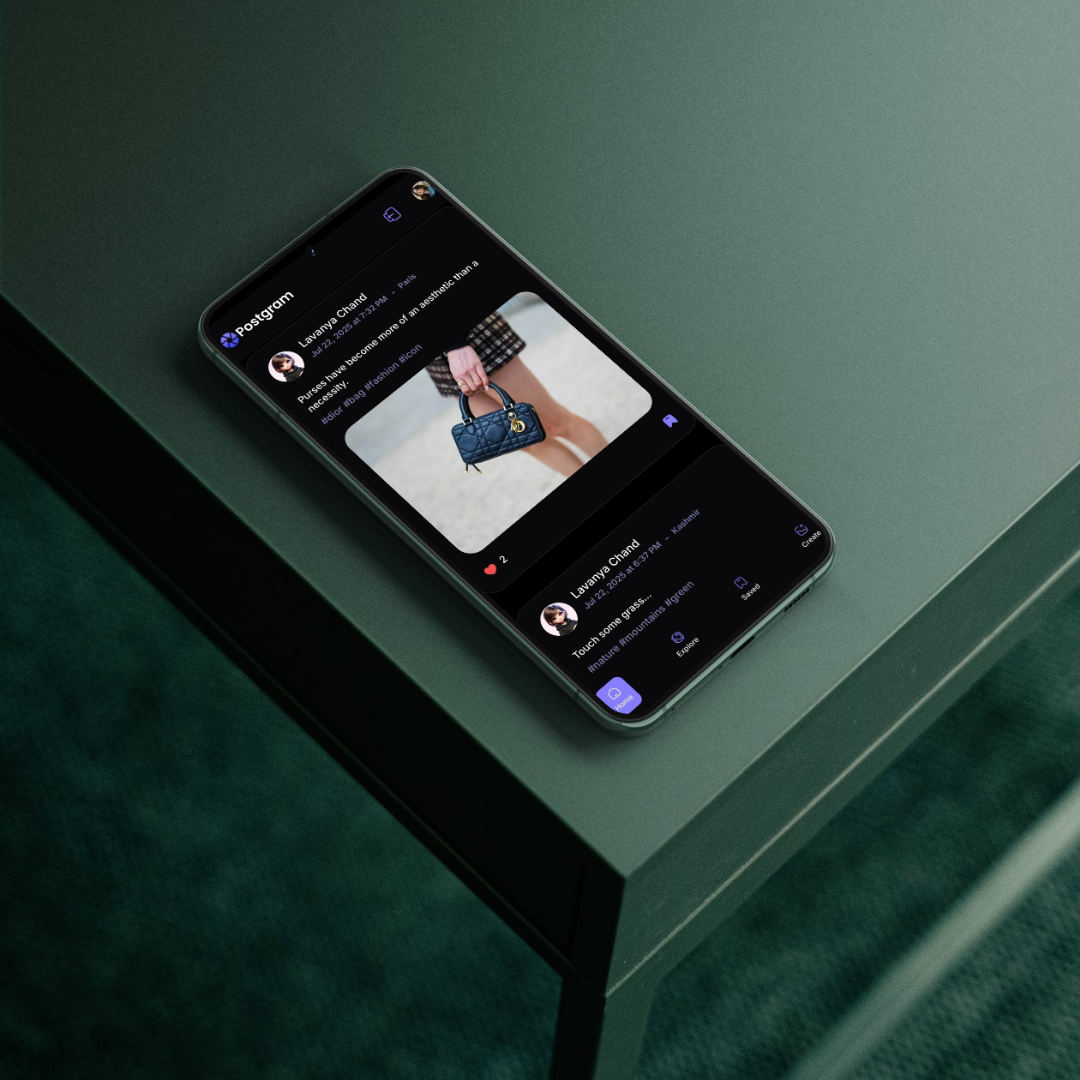 Postgram
Lavanya Chand
Jul 22, 2025 at 7:32 PM – Paris
Purses have become more of an aesthetic than a
necessity.
#dior #bag #fashion #icon
2
Lavanya Chand
Jul 22, 2025 at 6:37 PM – Kashmir
Touch some grass...
#nature #mountains #green
Home
Explore
Saved
Create